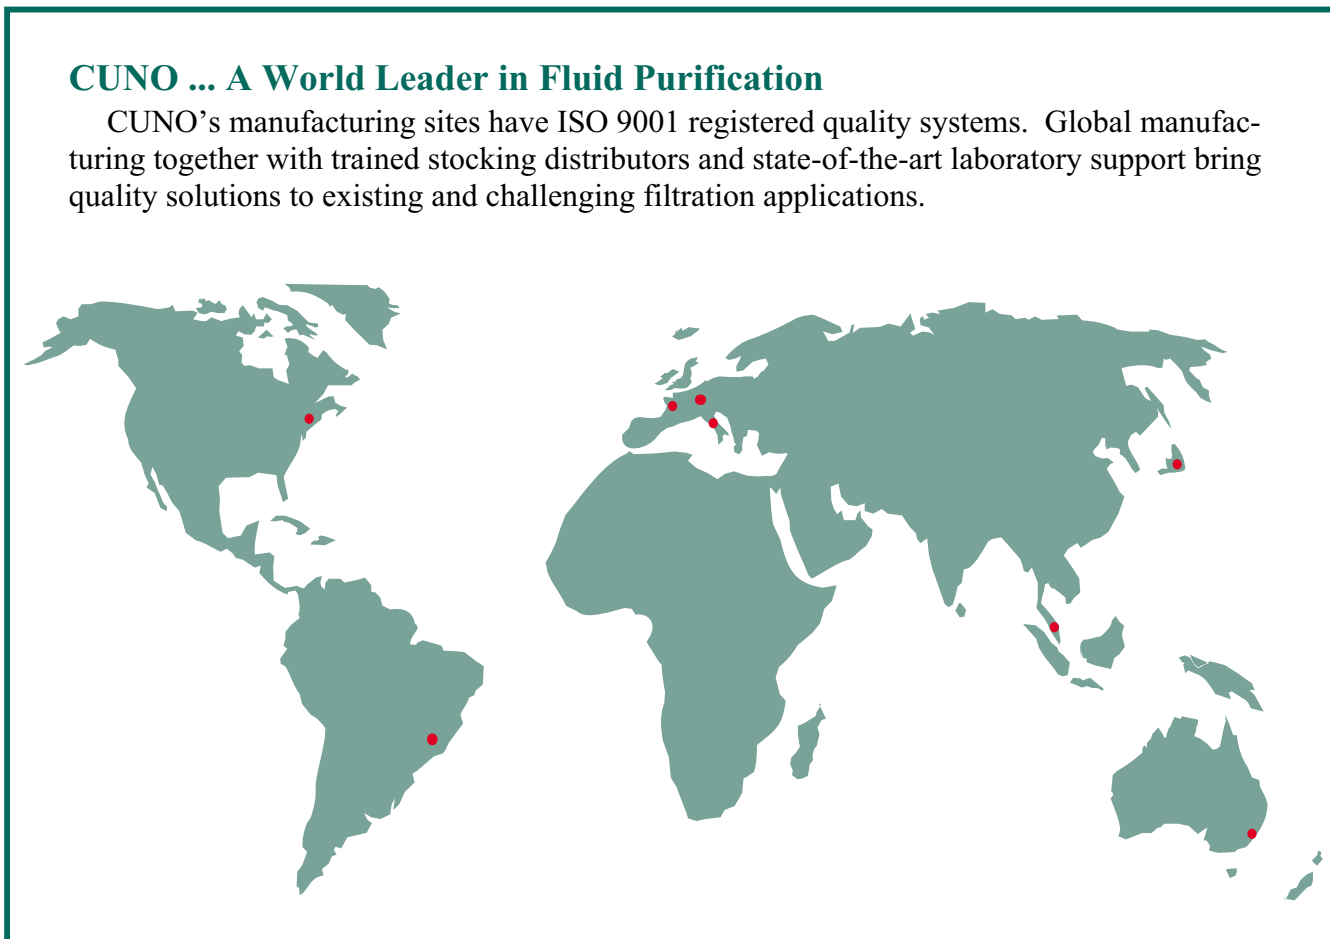 CUNO ... A World Leader in Fluid Purification
CUNO’s manufacturing sites have ISO 9001 registered quality systems.  Global manufac-
turing together with trained stocking distributors and state-of-the-art laboratory support bring
quality solutions to existing and challenging filtration applications.